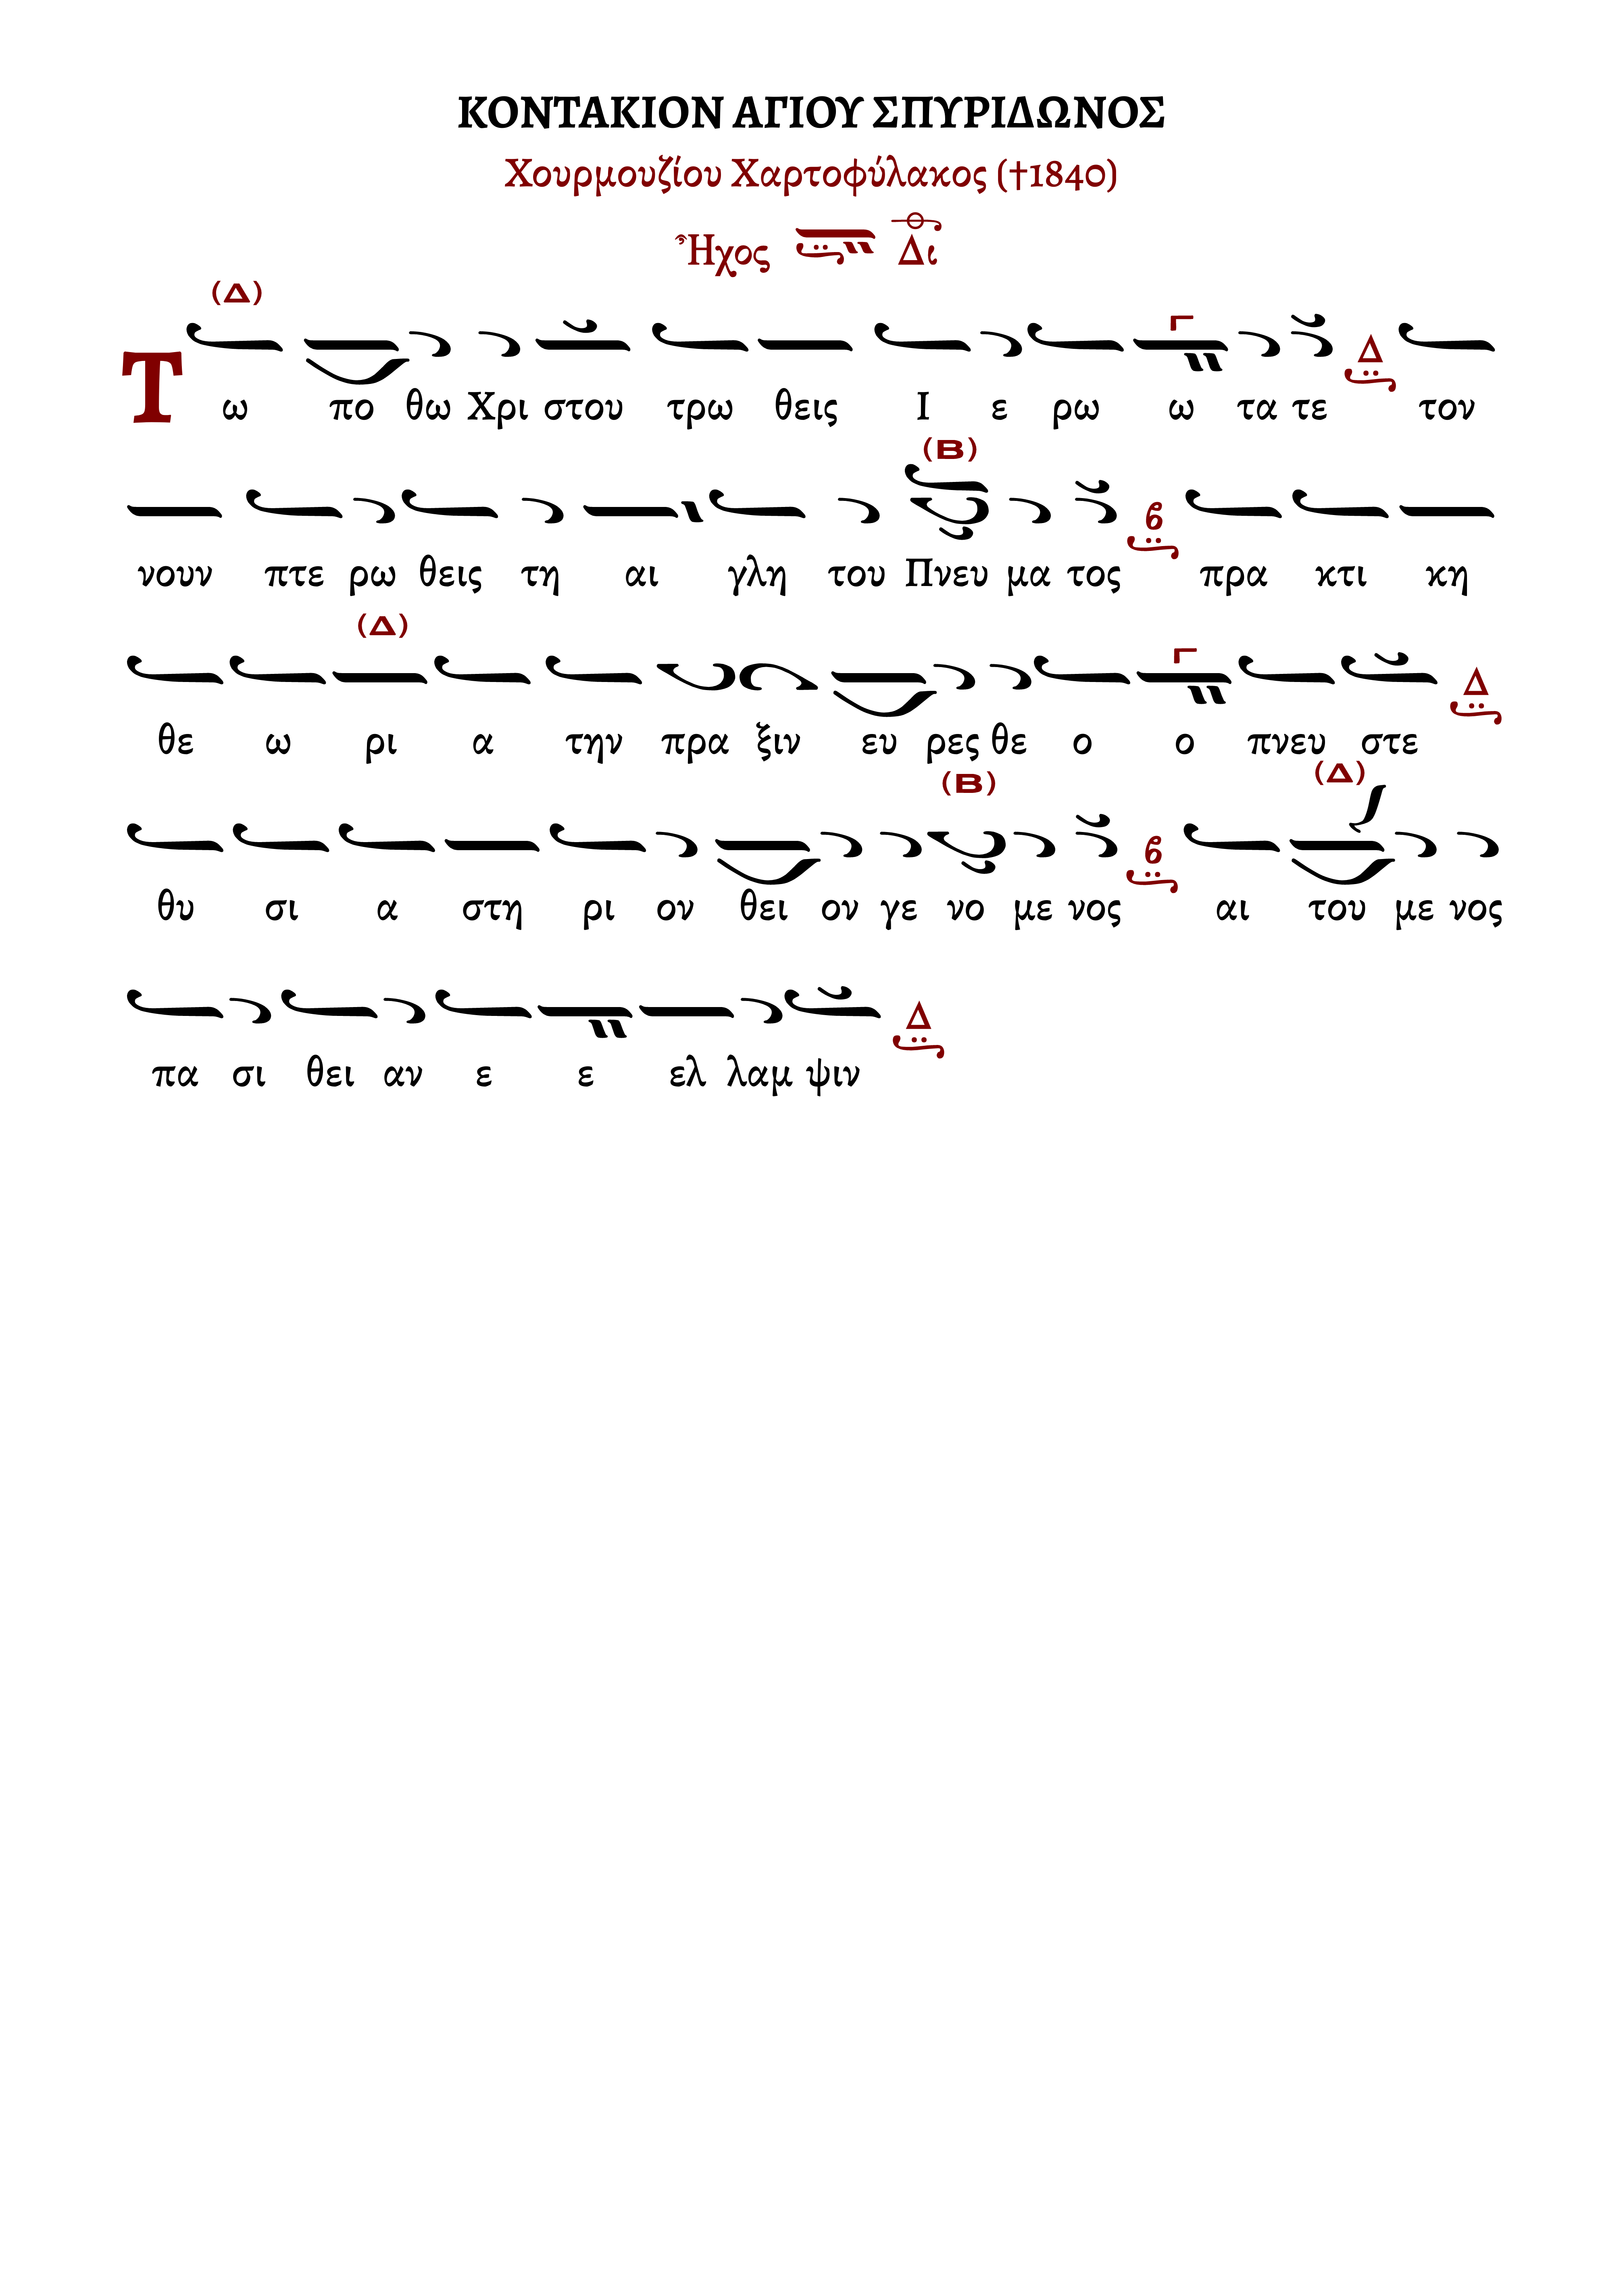 ΚΟΝΤΑΚΙΟΝ ΑΓΙΟΥ ΣΠΥΡΙΔΩΝΟΣ
Χουρμουζίου Χαρτοφύλακος (†1840)
Ἦχος Δι
(Δ)
Τω πο θω Χρι στου τρω θεις Ι ε ρω ω τα τε Δ τον
(Β)
νουν πτε ρω θεις τη αι γλη του Πνευ μα τος 6 πρα κτι κη
(Δ)
θε ω ρι α την πρα ξιν ευ ρες θε ο ο πνευ στε Δ
(Β) (Δ)
θυ σι α στη ρι ον θει ον γε νο με νος 6 αι του με νος
πα σι θει αν ε ε ελ λαμ ψιν Δ